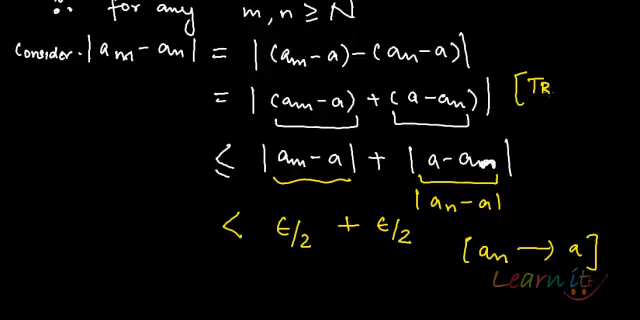 ∴ for any m, n ≥ N
Consider. |am - an| = |(am - a) - (an - a)|
= |(am - a) + (a - an)| [TR
≤ |am - a| + |a - an|
|an - a|
< ε/2 + ε/2
[an → a]
Learnit